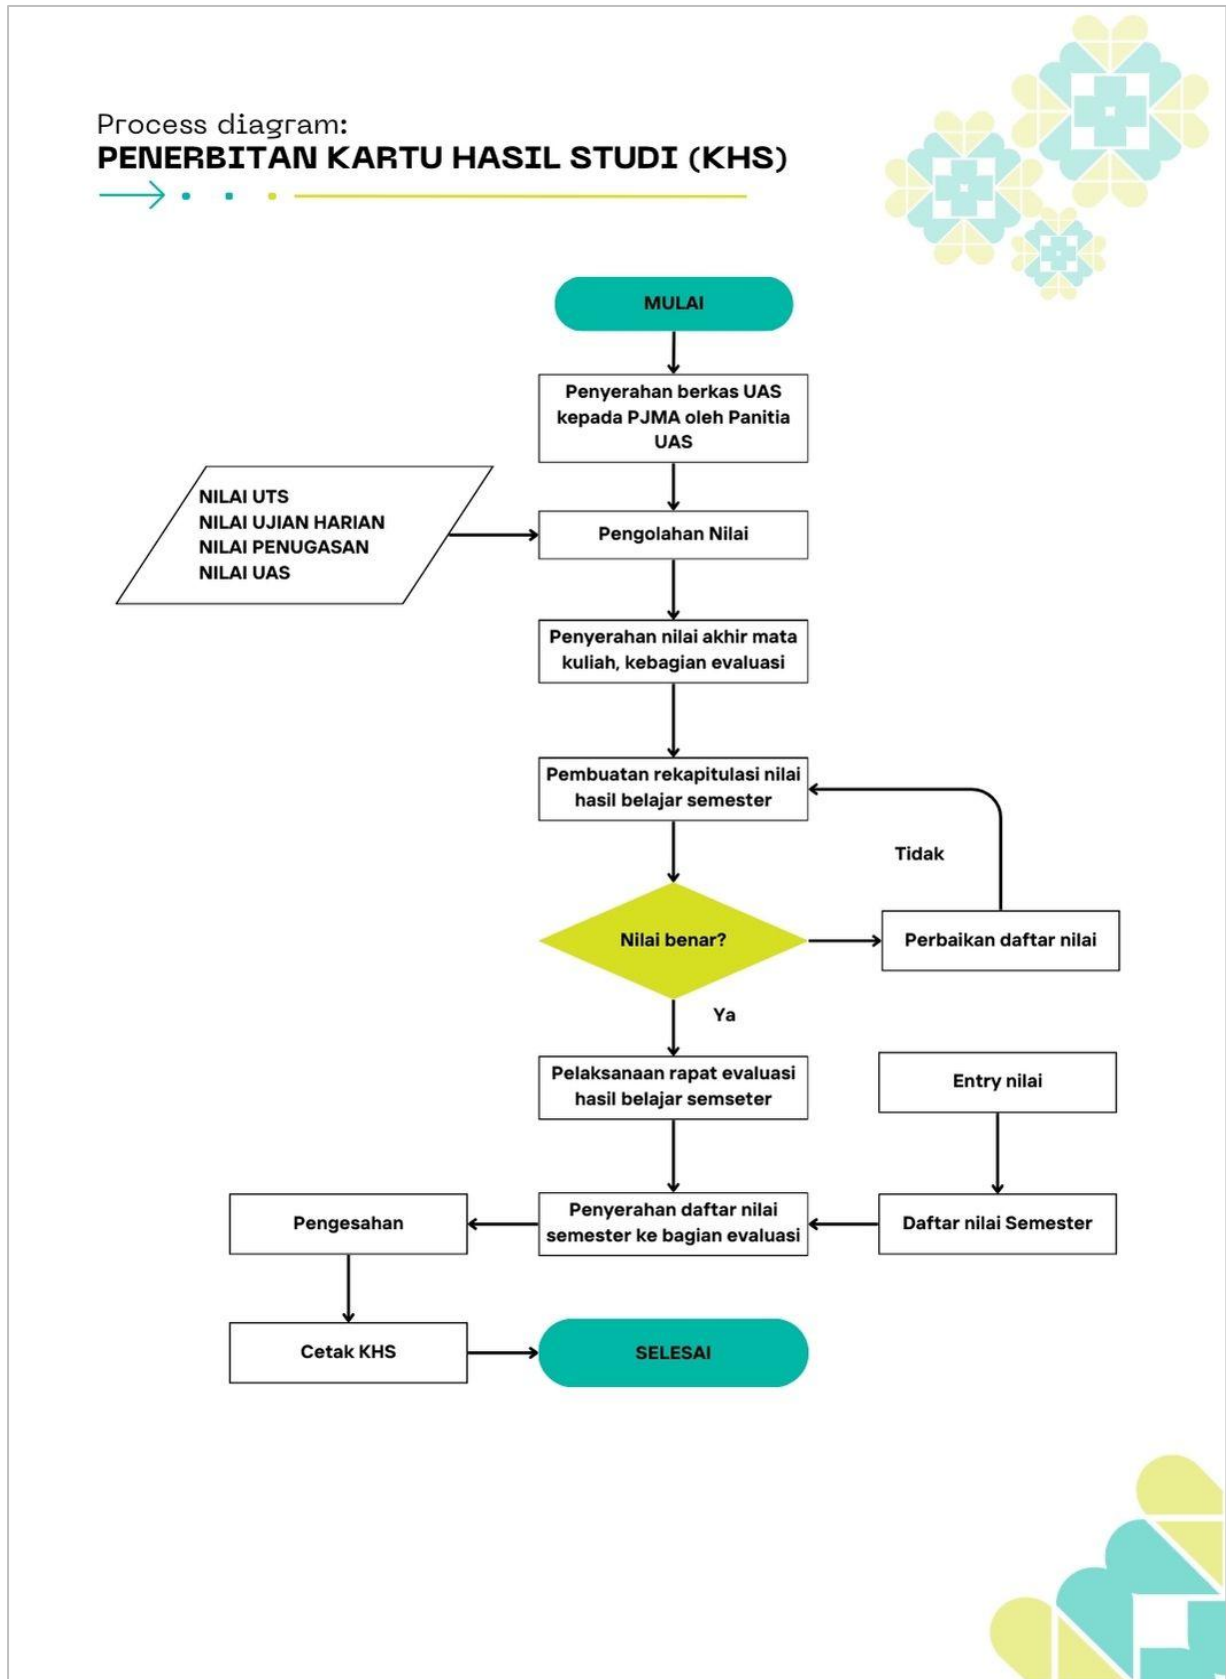 Process diagram:
PENERBITAN KARTU HASIL STUDI (KHS)
MULAI
Penyerahan berkas UAS
kepada PJMA oleh Panitia
UAS
NILAI UTS
NILAI UJIAN HARIAN
NILAI PENUGASAN
NILAI UAS
Pengolahan Nilai
Penyerahan nilai akhir mata
kuliah, kebagian evaluasi
Pembuatan rekapitulasi nilai
hasil belajar semester
Tidak
Nilai benar?
Perbaikan daftar nilai
Ya
Pelaksanaan rapat evaluasi
hasil belajar semseter
Entry nilai
Pengesahan
Penyerahan daftar nilai
semester ke bagian evaluasi
Daftar nilai Semester
Cetak KHS
SELESAI